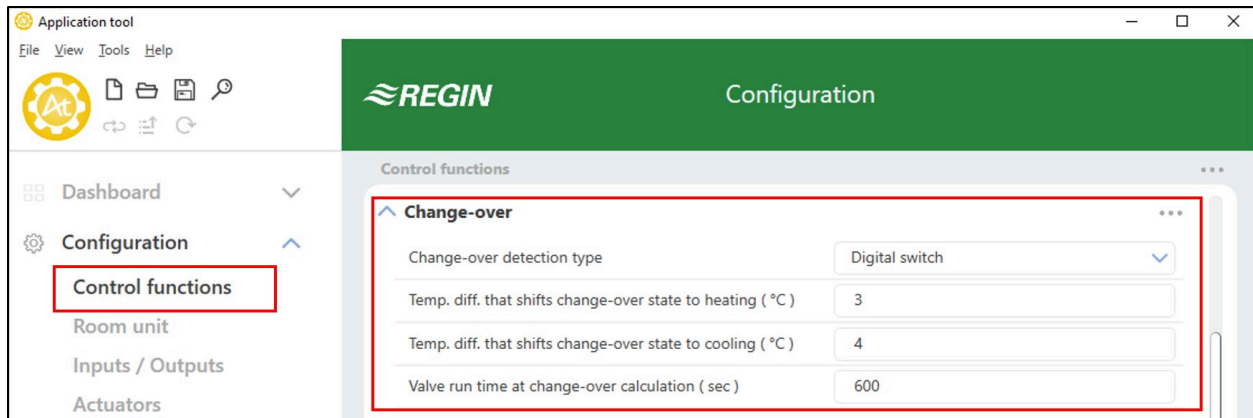 Application tool
File View Tools Help
At
REGIN
Configuration
Dashboard
Configuration
Control functions
Room unit
Inputs / Outputs
Actuators
Control functions
Change-over
Change-over detection type Digital switch
Temp. diff. that shifts change-over state to heating ( °C ) 3
Temp. diff. that shifts change-over state to cooling ( °C ) 4
Valve run time at change-over calculation ( sec ) 600